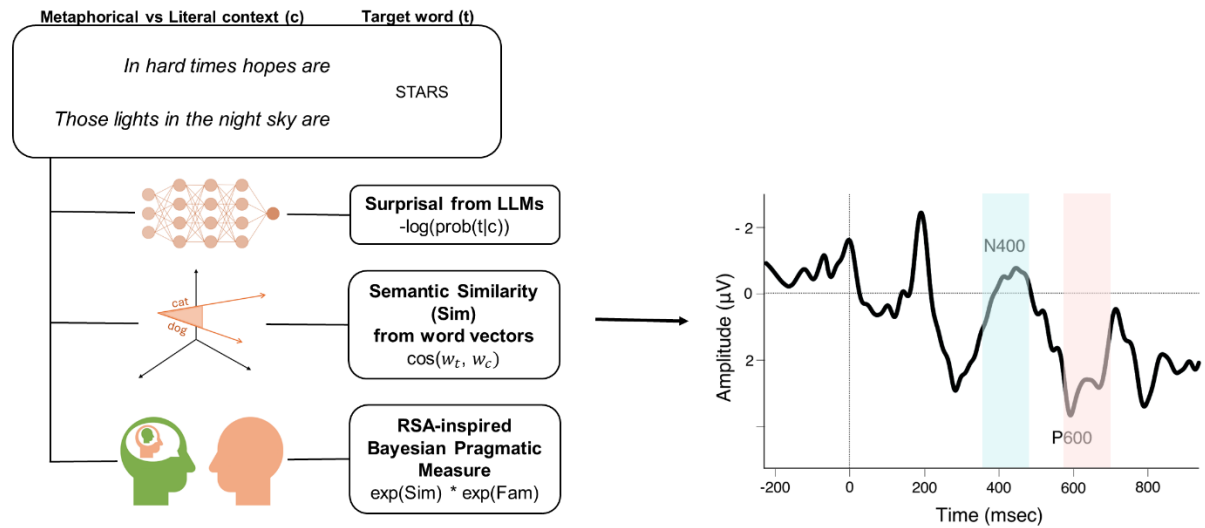 Metaphorical vs Literal context (c)
Target word (t)
In hard times hopes are
STARS
Those lights in the night sky are
Surprisal from LLMs
-log(prob(t|c))
cat
dog
Semantic Similarity
(Sim)
from word vectors
cos(w_t, w_c)
RSA-inspired
Bayesian Pragmatic
Measure
exp(Sim) * exp(Fam)
Amplitude (µV)
- 2
0
2
N400
P600
-200
0
200
400
600
800
Time (msec)